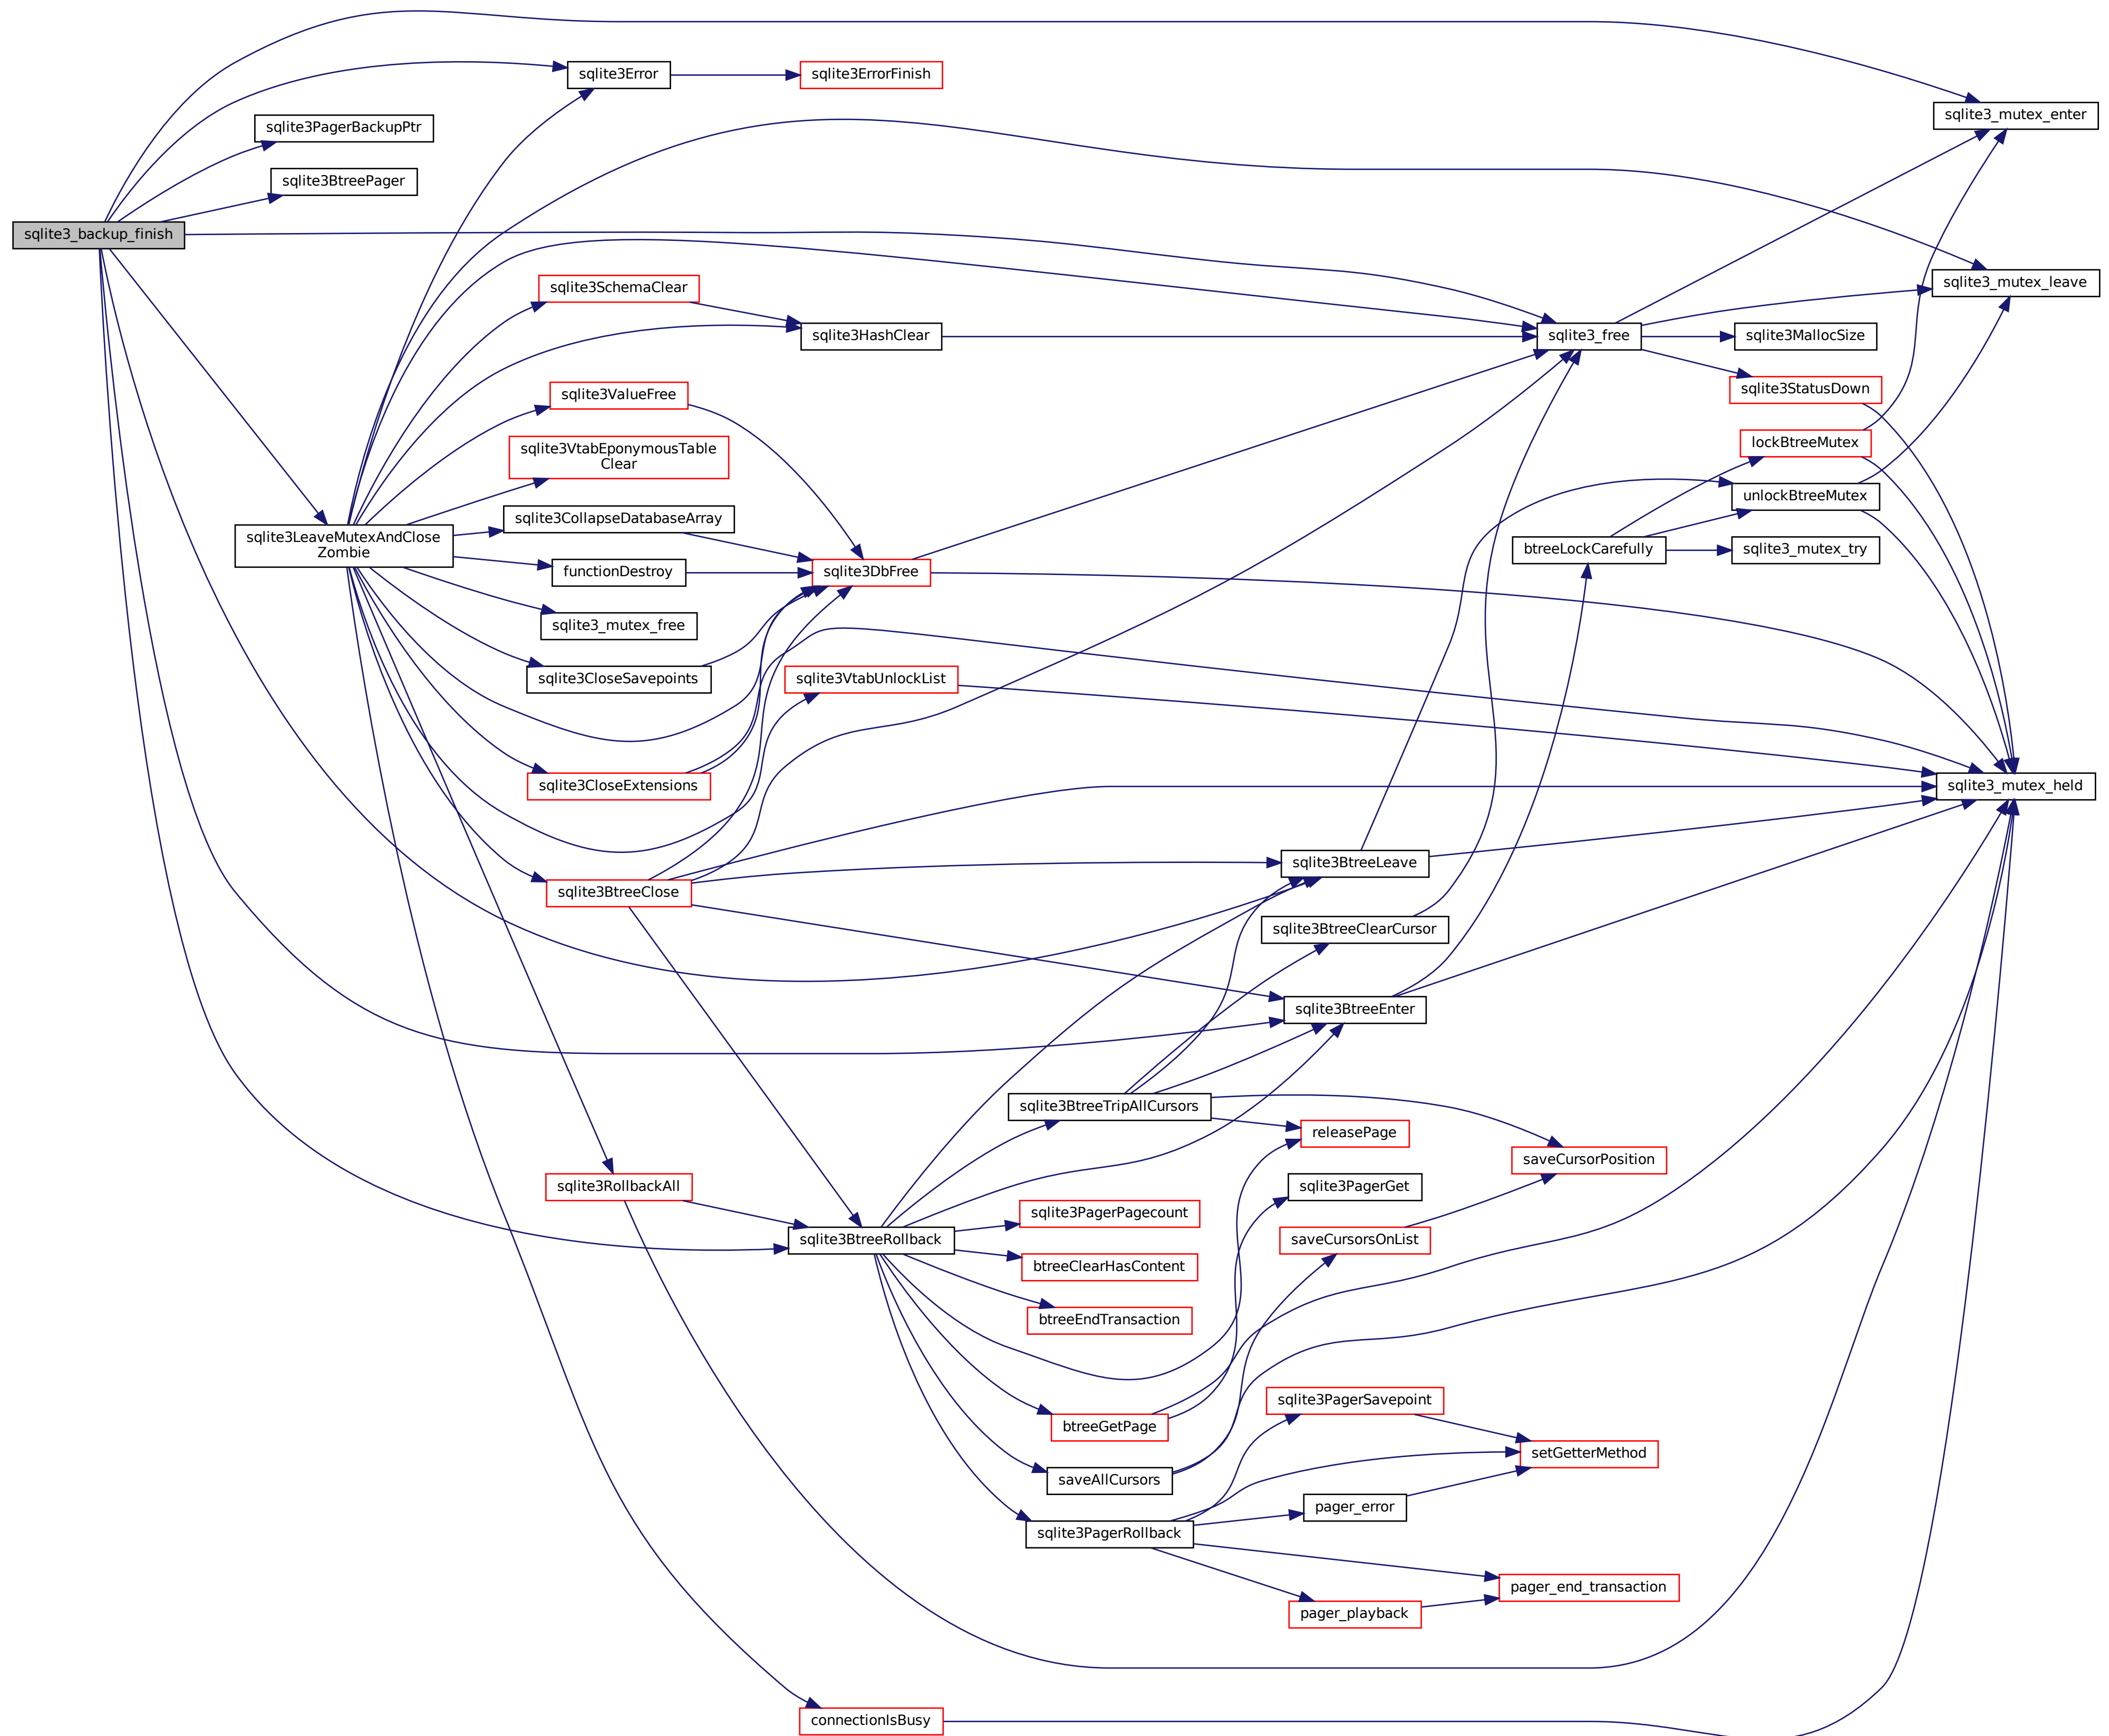 sqlite3Error
sqlite3ErrorFinish
sqlite3_mutex_enter
sqlite3PagerBackupPtr
sqlite3BtreePager
sqlite3_backup_finish
sqlite3_mutex_leave
sqlite3SchemaClear
sqlite3HashClear
sqlite3_free
sqlite3MallocSize
sqlite3StatusDown
sqlite3ValueFree
sqlite3VtabEponymousTable
Clear
lockBtreeMutex
unlockBtreeMutex
sqlite3CollapseDatabaseArray
sqlite3LeaveMutexAndClose
Zombie
btreeLockCarefully
sqlite3_mutex_try
functionDestroy
sqlite3DbFree
sqlite3_mutex_free
sqlite3CloseSavepoints
sqlite3VtabUnlockList
sqlite3CloseExtensions
sqlite3_mutex_held
sqlite3BtreeLeave
sqlite3BtreeClose
sqlite3BtreeClearCursor
sqlite3BtreeEnter
sqlite3BtreeTripAllCursors
releasePage
saveCursorPosition
sqlite3RollbackAll
sqlite3PagerGet
sqlite3PagerPagecount
sqlite3BtreeRollback
saveCursorsOnList
btreeClearHasContent
btreeEndTransaction
sqlite3PagerSavepoint
btreeGetPage
setGetterMethod
saveAllCursors
pager_error
sqlite3PagerRollback
pager_end_transaction
pager_playback
connectionIsBusy